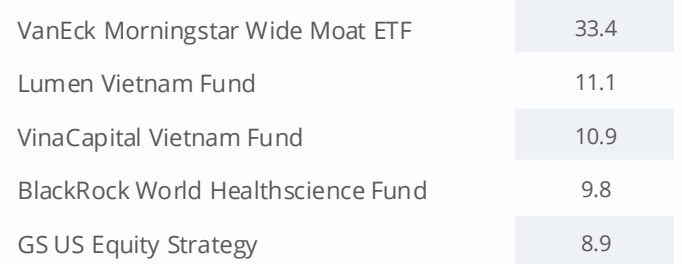 VanEck Morningstar Wide Moat ETF 33.4
Lumen Vietnam Fund 11.1
VinaCapital Vietnam Fund 10.9
BlackRock World Healthscience Fund 9.8
GS US Equity Strategy 8.9